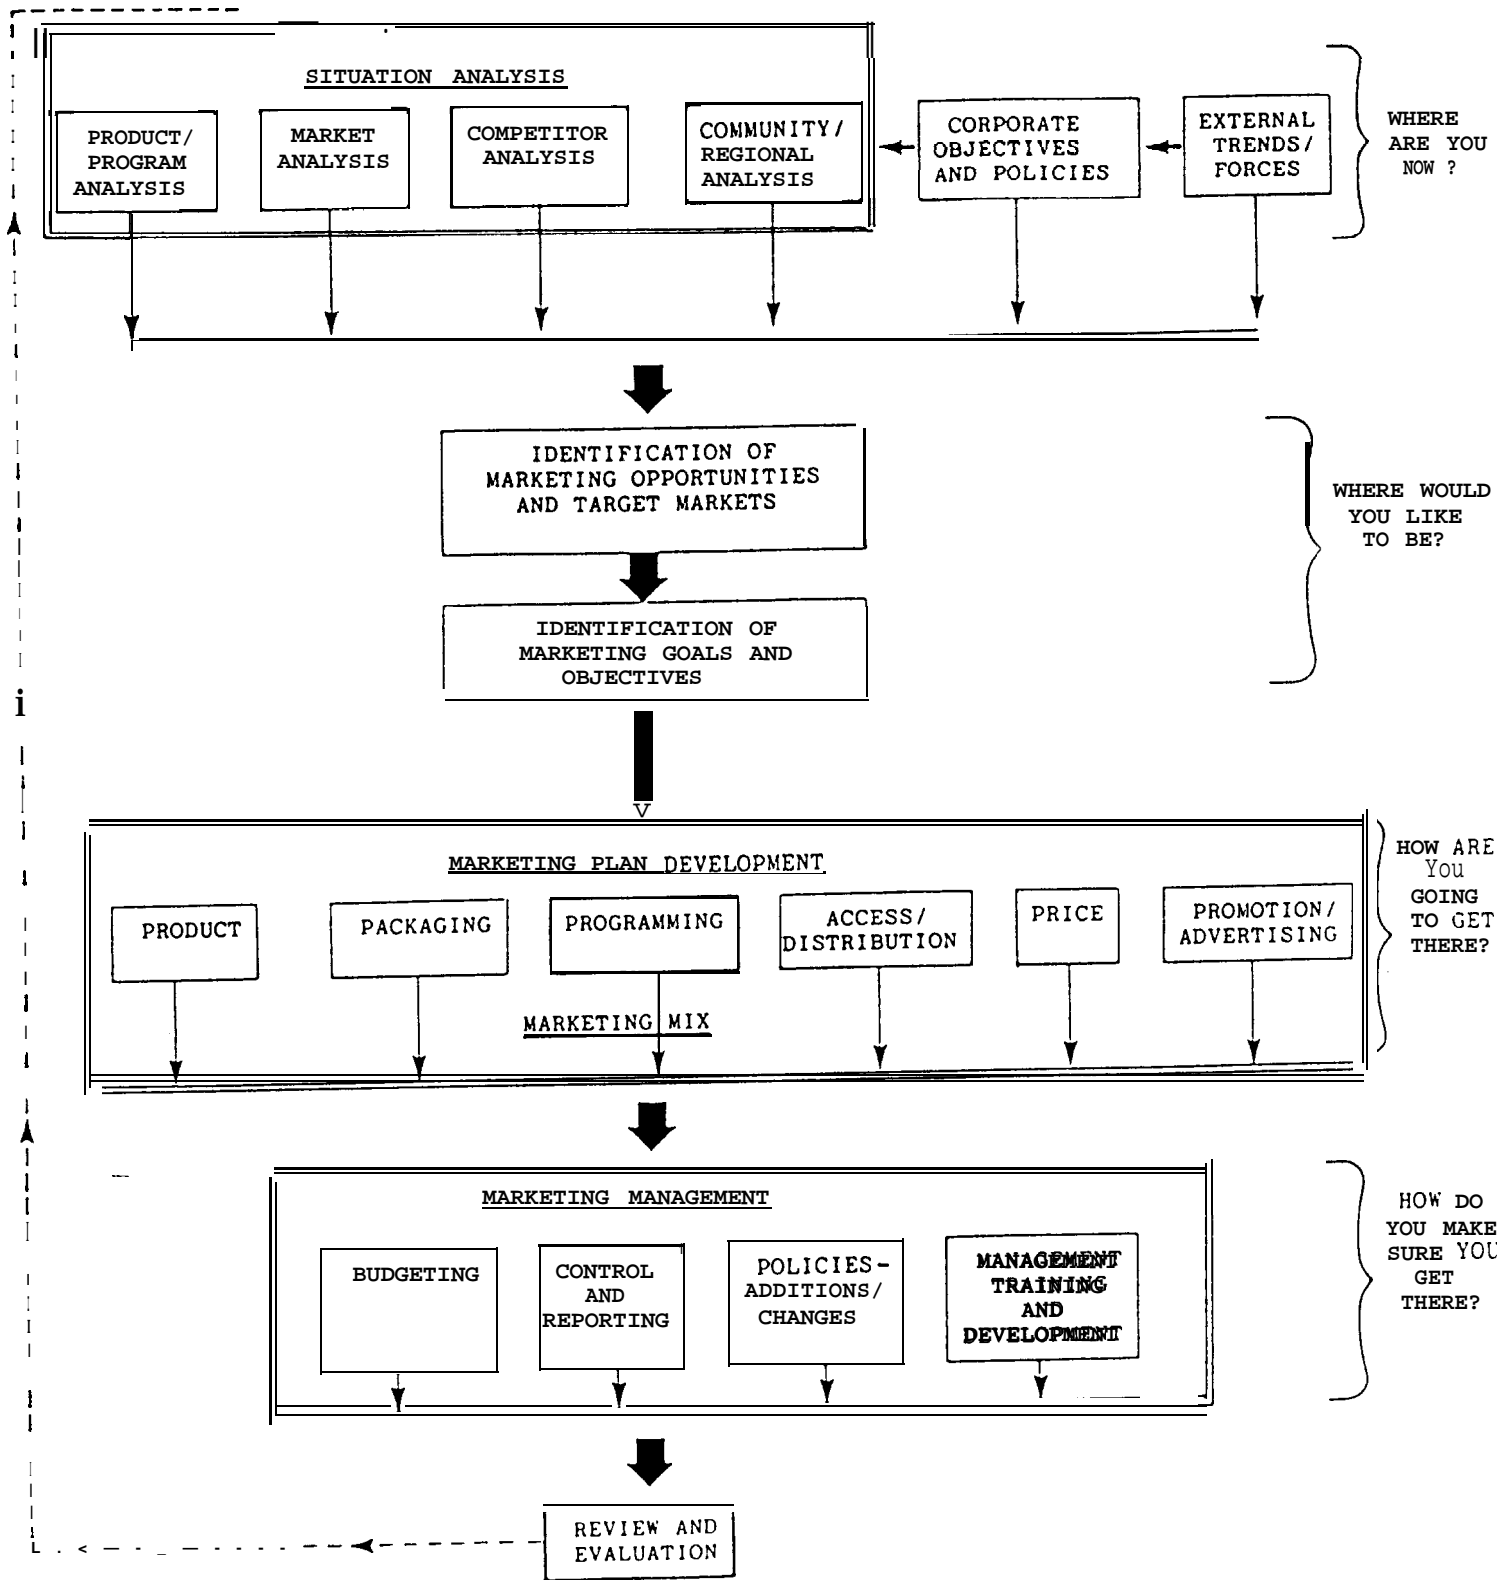 SITUATION ANALYSIS
PRODUCT/
PROGRAM
ANALYSIS
MARKET
ANALYSIS
COMPETITOR
ANALYSIS
COMMUNITY/
REGIONAL
ANALYSIS
CORPORATE
OBJECTIVES
AND POLICIES
EXTERNAL
TRENDS/
FORCES
WHERE
ARE YOU
NOW ?
IDENTIFICATION OF
MARKETING OPPORTUNITIES
AND TARGET MARKETS
WHERE WOULD
YOU LIKE
TO BE?
IDENTIFICATION OF
MARKETING GOALS AND
OBJECTIVES
MARKETING PLAN DEVELOPMENT
PRODUCT
PACKAGING
PROGRAMMING
ACCESS/
DISTRIBUTION
PRICE
PROMOTION/
ADVERTISING
MARKETING MIX
HOW ARE
You
GOING
TO GET
THERE?
MARKETING MANAGEMENT
BUDGETING
CONTROL
AND
REPORTING
POLICIES-
ADDITIONS/
CHANGES
MANAGEMENT
TRAINING
AND
DEVELOPMENT
HOW DO
YOU MAKE
SURE YOU
GET
THERE?
REVIEW AND
EVALUATION